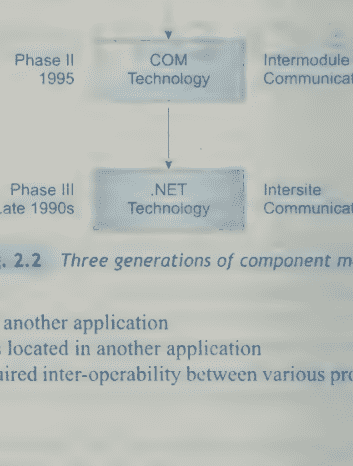 Phase II
1995
COM
Technology
Intermodule
Communicat
Phase III
Late 1990s
.NET
Technology
Intersite
Communicat
. 2.2 Three generations of component m
another application
s located in another application
uired inter-operability between various pro